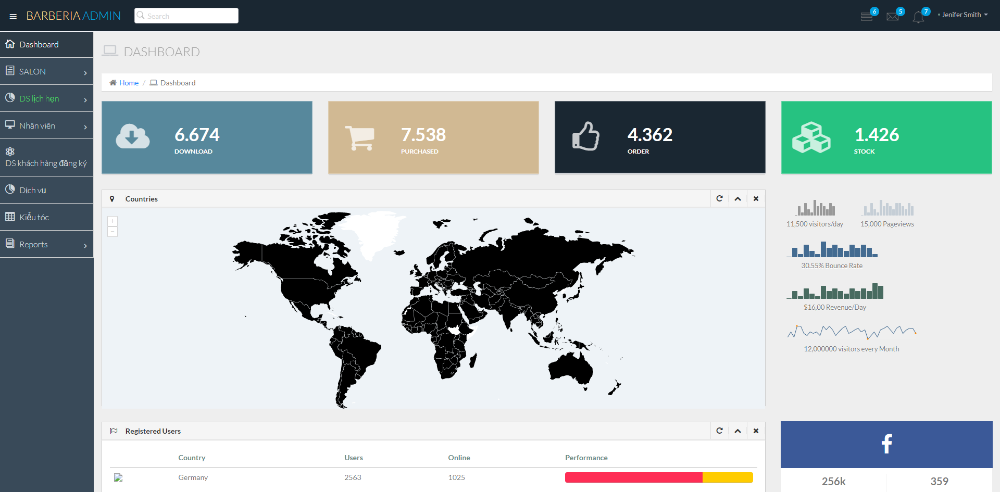 BARBERIA ADMIN
Search
6
5
7
Jenifer Smith
Dashboard
SALON
DS lịch hẹn
Nhân viên
DS khách hàng đăng ký
Dịch vụ
Kiểu tóc
Reports
DASHBOARD
Home / Dashboard
6.674
DOWNLOAD
7.538
PURCHASED
4.362
ORDER
1.426
STOCK
Countries
+
−
11,500 visitors/day
15,000 Pageviews
30.55% Bounce Rate
$16,00 Revenue/Day
12,000000 visitors every Month
Registered Users
Country Users Online Performance
Germany 2563 1025
f
256k
359